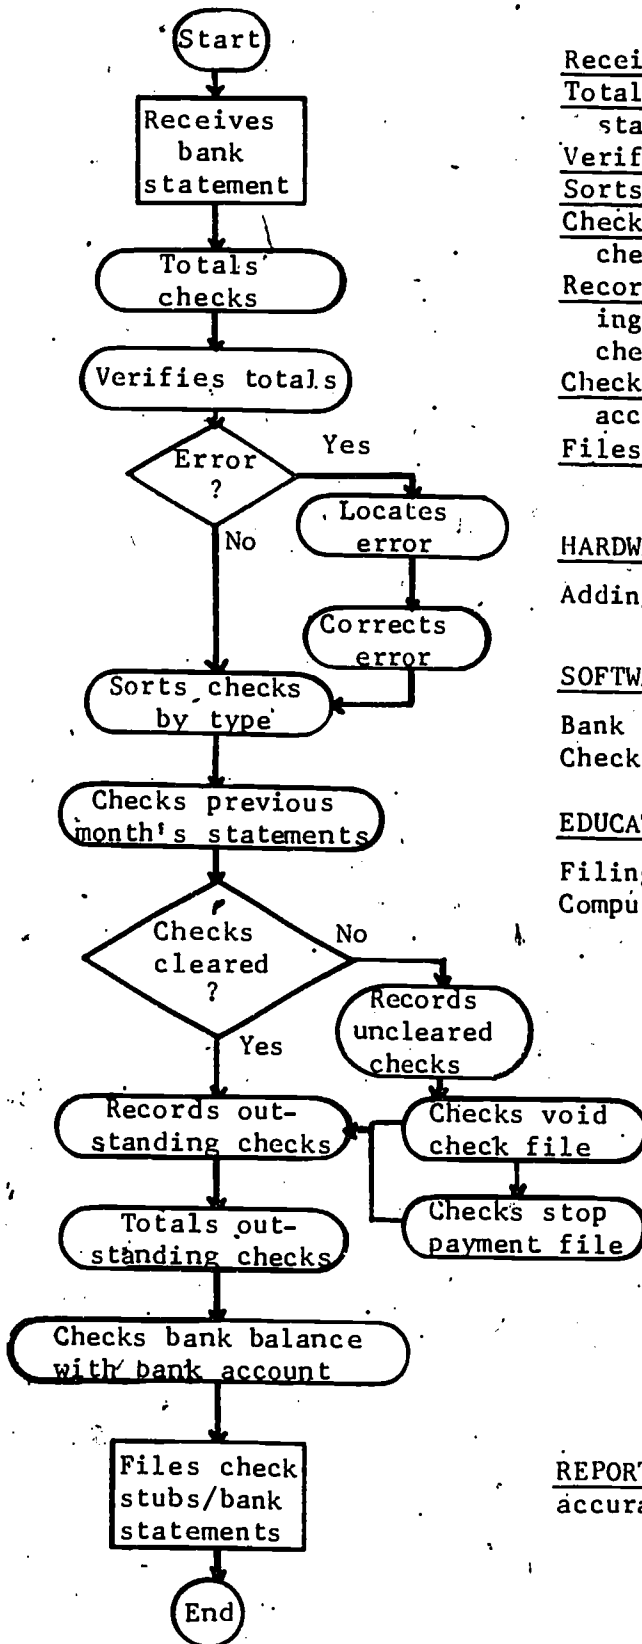 Start
Receives
bank
statement
Totals
checks
Verifies totals
Error
?
Yes
No
Locates
error
Corrects
error
Sorts checks
by type
Checks previous
month's statements
Checks
cleared
?
No
Yes
Records
uncleared
checks
Records out-
standing checks
Checks void
check file
Totals out-
standing checks
Checks stop
payment file
Checks bank balance
with bank account
Files check
stubs/bank
statements
End
Recei
Total
sta
Verif
Sorts
Check
che
Recor
ing
che
Check
acc
Files
HARDW
Adding
SOFTWA
Bank
Check
EDUCAT
Filing
Compu
REPORT
accura